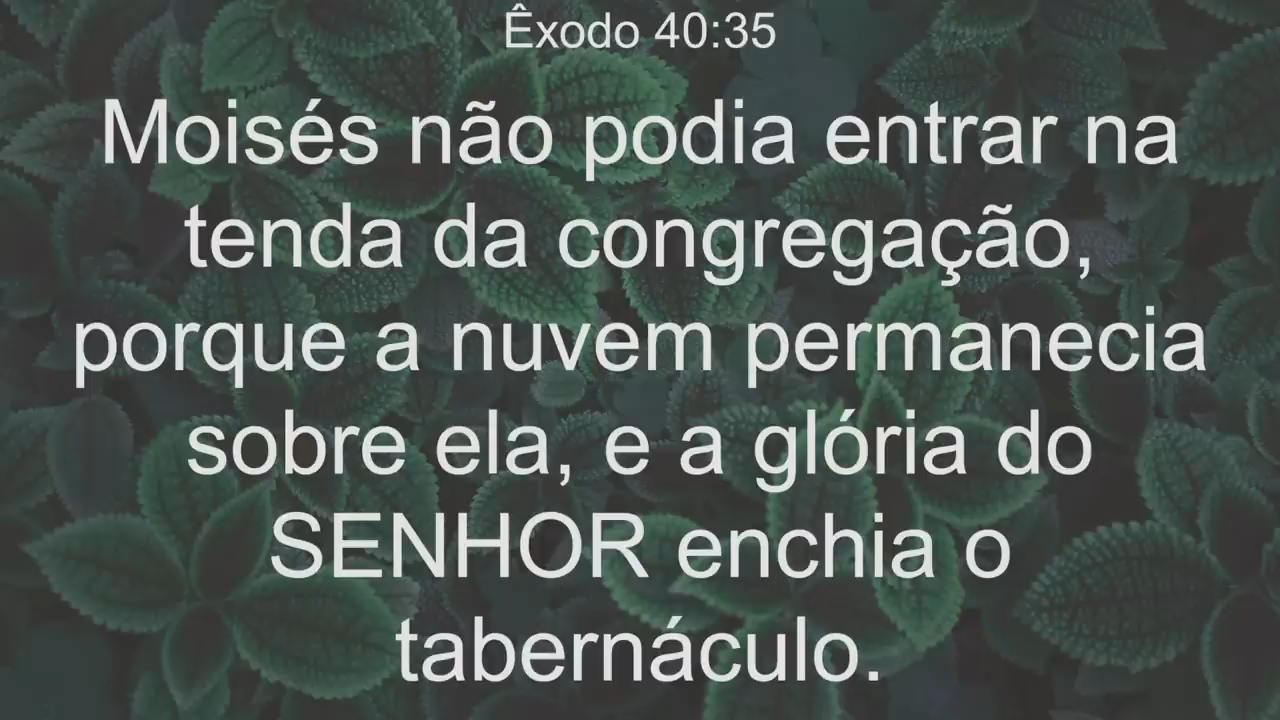 Êxodo 40:35
Moisés não podia entrar na
tenda da congregação,
porque a nuvem permanecia
sobre ela, e a glória do
SENHOR enchia o
tabernáculo.